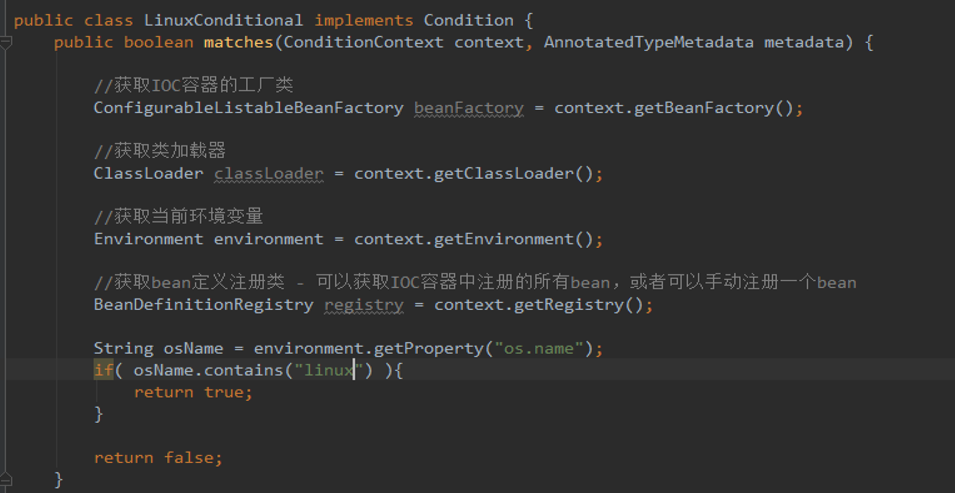 public class LinuxConditional implements Condition {
public boolean matches(ConditionContext context, AnnotatedTypeMetadata metadata) {
//获取IOC容器的工厂类
ConfigurableListableBeanFactory beanFactory = context.getBeanFactory();
//获取类加载器
ClassLoader classLoader = context.getClassLoader();
//获取当前环境变量
Environment environment = context.getEnvironment();
//获取bean定义注册类 - 可以获取IOC容器中注册的所有bean，或者可以手动注册一个bean
BeanDefinitionRegistry registry = context.getRegistry();
String osName = environment.getProperty("os.name");
if( osName.contains("linux") ){
return true;
}
return false;
}